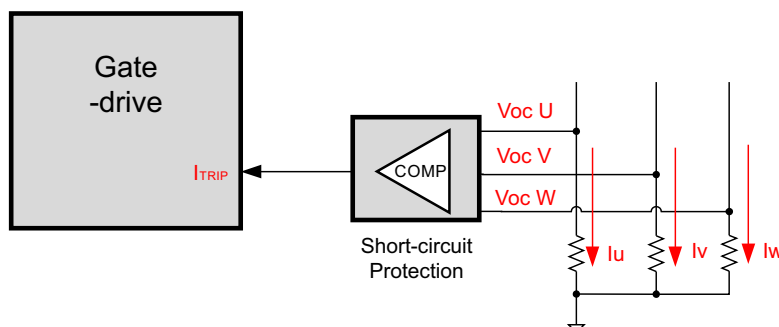 Gate
-drive
ITRIP
COMP
Short-circuit
Protection
Voc U
Voc V
Voc W
Iu
Iv
Iw